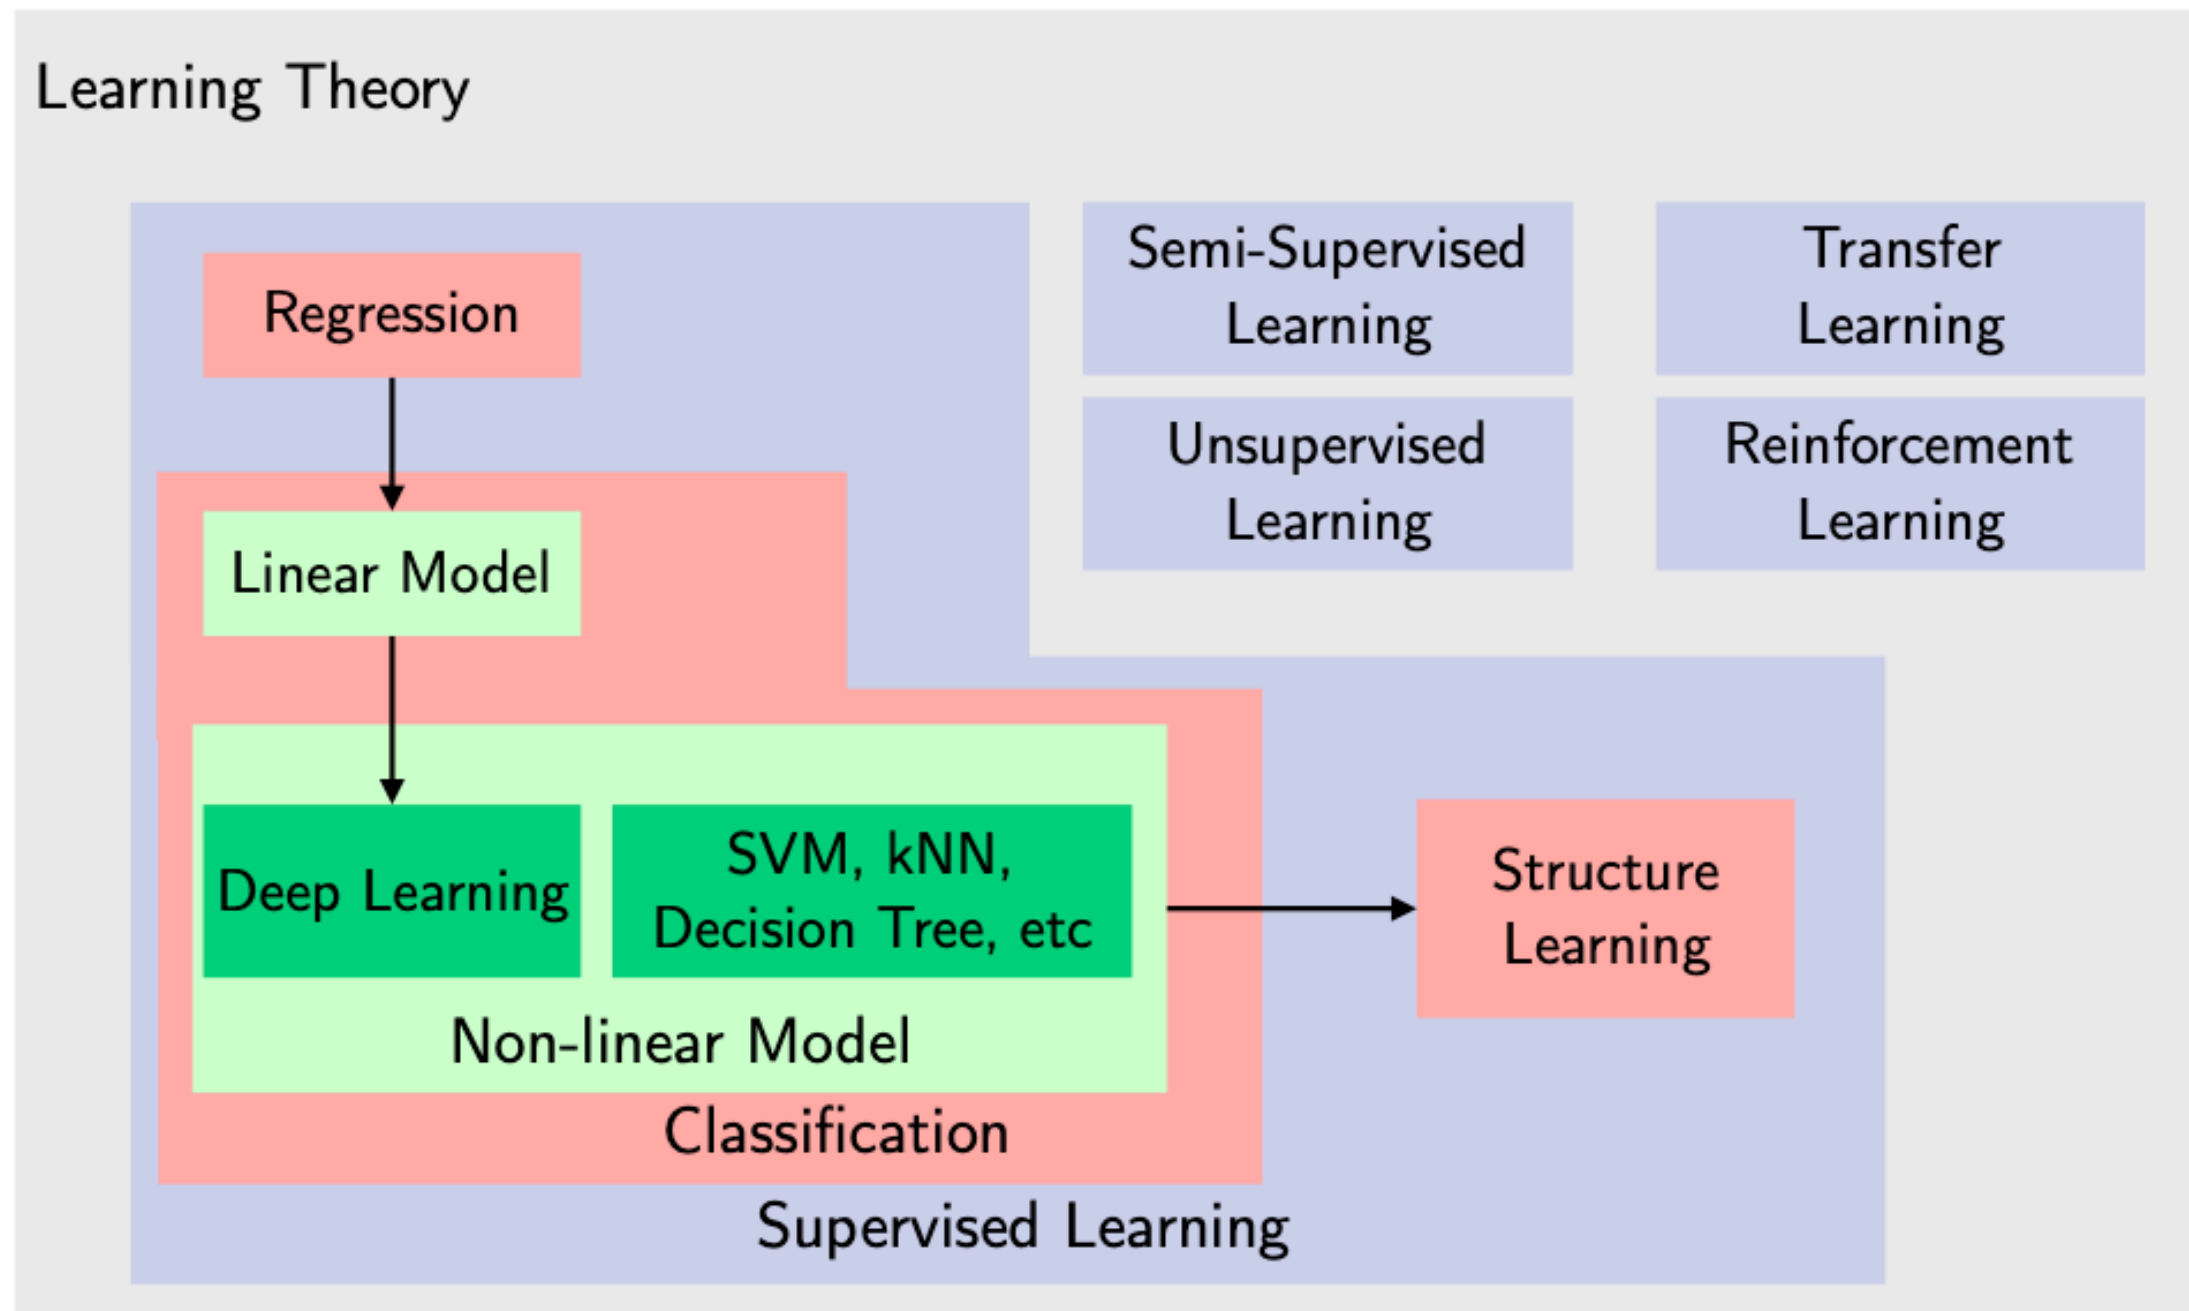 Learning Theory
Regression
Semi-Supervised
Learning
Transfer
Learning
Unsupervised
Learning
Reinforcement
Learning
Linear Model
Deep Learning
SVM, kNN,
Decision Tree, etc
Structure
Learning
Non-linear Model
Classification
Supervised Learning